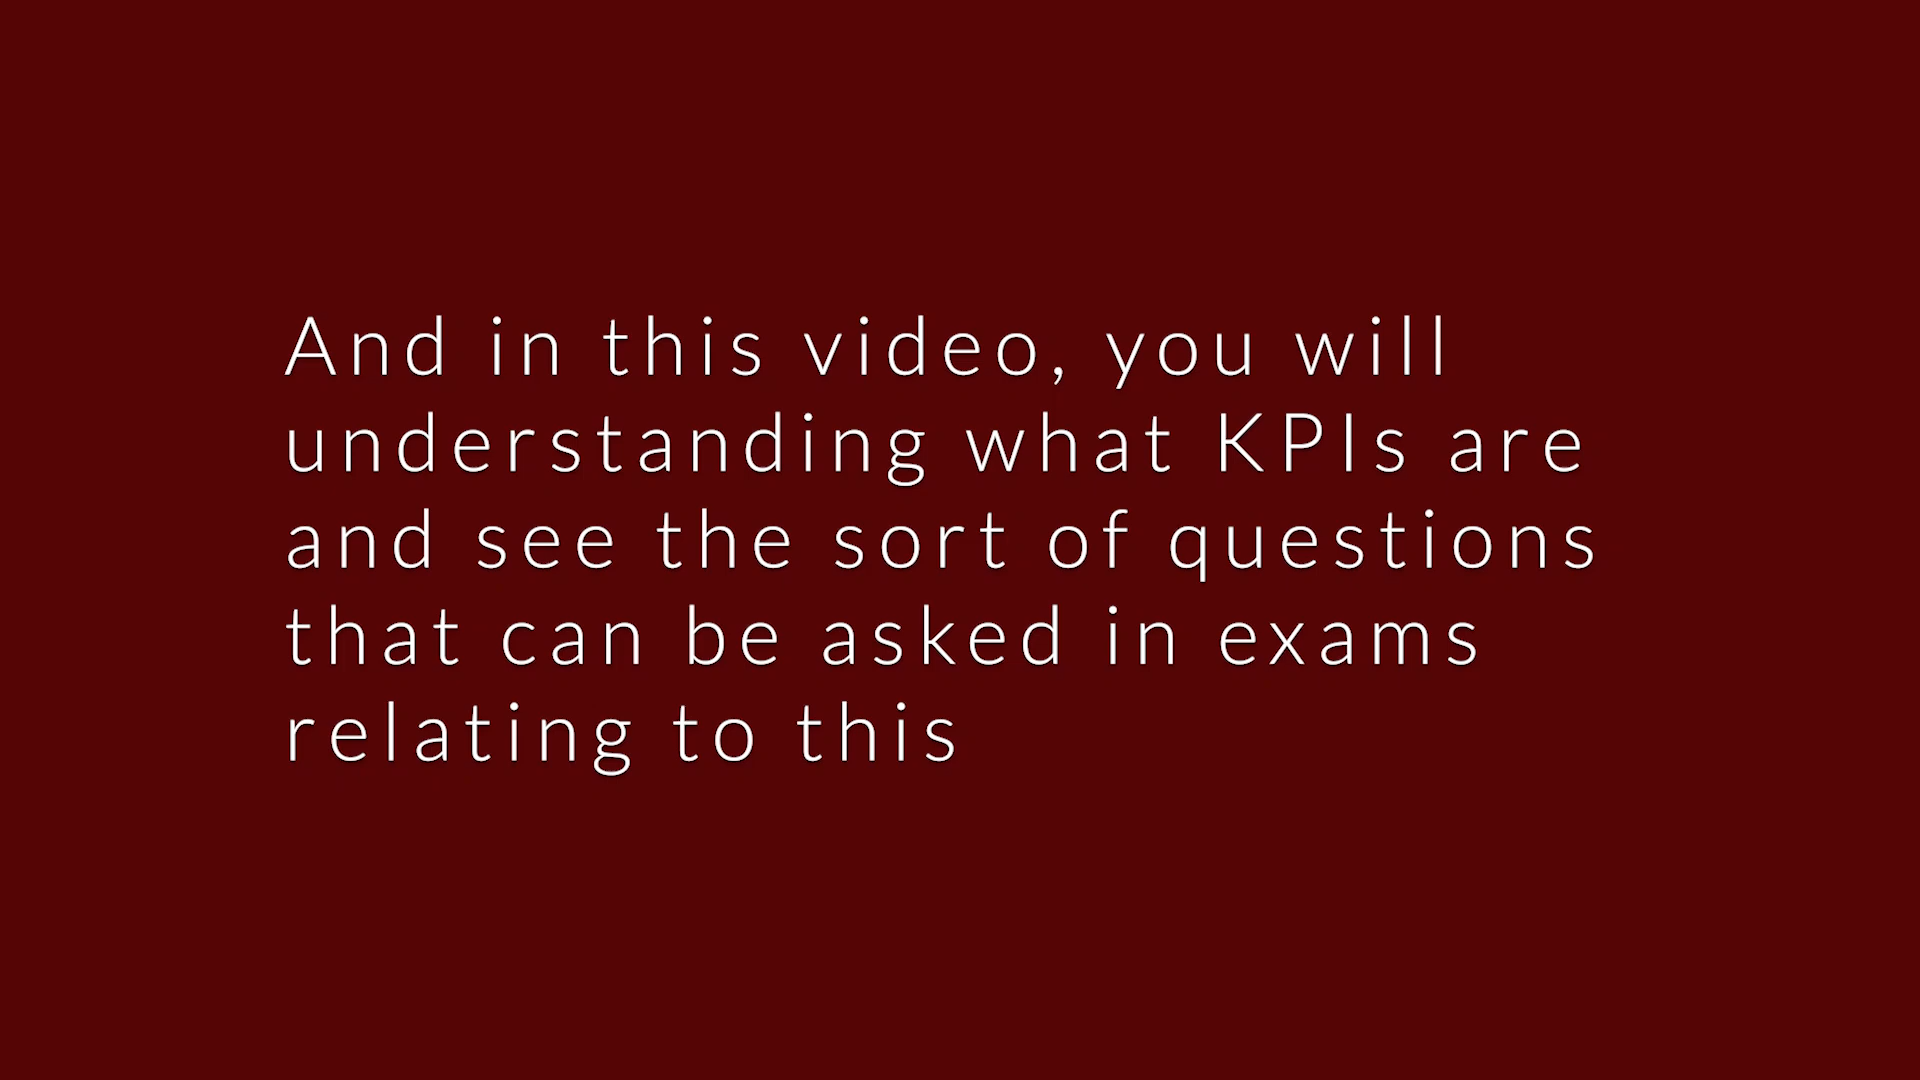 And in this video, you will
understanding what KPIs are
and see the sort of questions
that can be asked in exams
relating to this